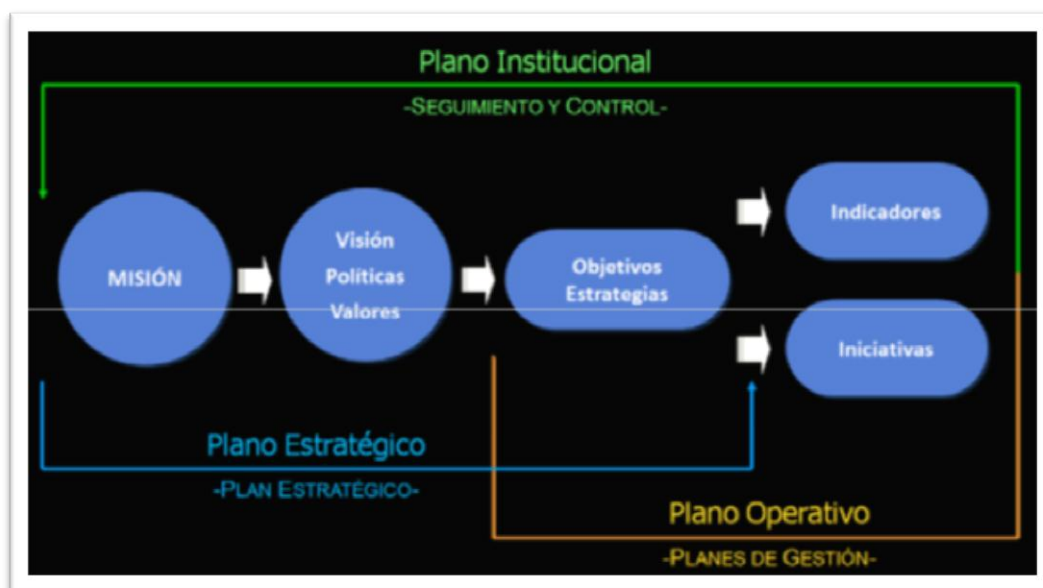 Plano Institucional
-SEGUIMIENTO Y CONTROL-
MISIÓN
Visión
Políticas
Valores
Objetivos
Estrategias
Indicadores
Iniciativas
Plano Estratégico
-PLAN ESTRATÉGICO-
Plano Operativo
-PLANES DE GESTIÓN-